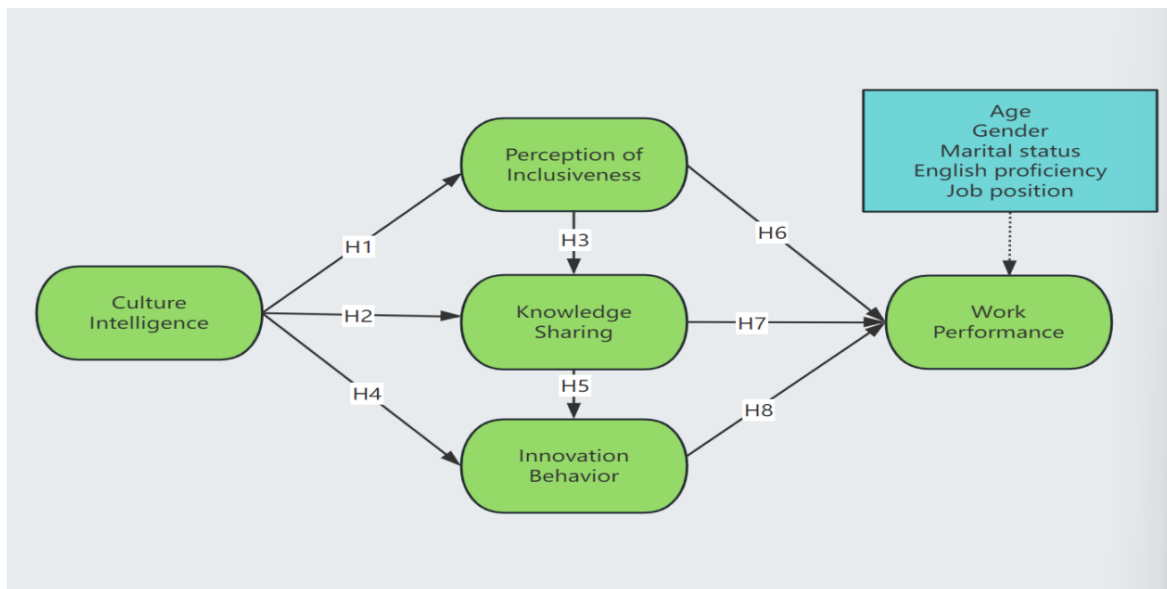 Age
Gender
Marital status
English proficiency
Job position
Perception of
Inclusiveness
H1
H3
H6
Culture
Intelligence
H2
Knowledge
Sharing
H7
Work
Performance
H4
H5
H8
Innovation
Behavior